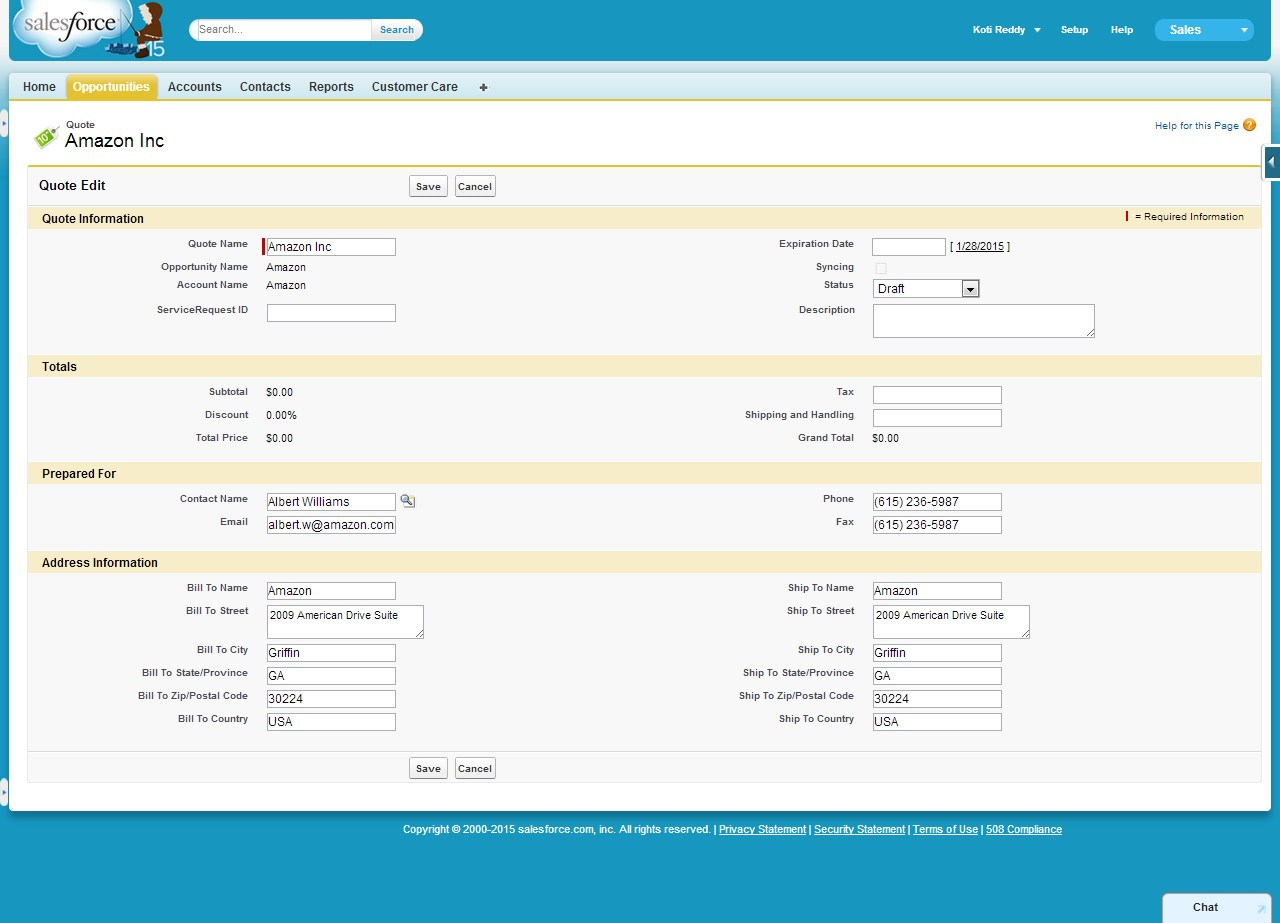 salesforce
15
Search...
Search
Koti Reddy
Setup
Help
Sales
Home
Opportunities
Accounts
Contacts
Reports
Customer Care
+
Quote
Amazon Inc
Help for this Page ?
Quote Edit
Save
Cancel
Quote Information
= Required Information
Quote Name
Amazon Inc
Expiration Date
[ 1/28/2015 ]
Opportunity Name
Amazon
Syncing
Account Name
Amazon
Status
Draft
ServiceRequest ID
Description
Totals
Subtotal
$0.00
Tax
Discount
0.00%
Shipping and Handling
Total Price
$0.00
Grand Total
$0.00
Prepared For
Contact Name
Albert Williams
Phone
(615) 236-5987
Email
albert.w@amazon.com
Fax
(615) 236-5987
Address Information
Bill To Name
Amazon
Ship To Name
Amazon
Bill To Street
2009 American Drive Suite
Ship To Street
2009 American Drive Suite
Bill To City
Griffin
Ship To City
Griffin
Bill To State/Province
GA
Ship To State/Province
GA
Bill To Zip/Postal Code
30224
Ship To Zip/Postal Code
30224
Bill To Country
USA
Ship To Country
USA
Save
Cancel
Copyright © 2000-2015 salesforce.com, inc. All rights reserved. | Privacy Statement | Security Statement | Terms of Use | 508 Compliance
Chat